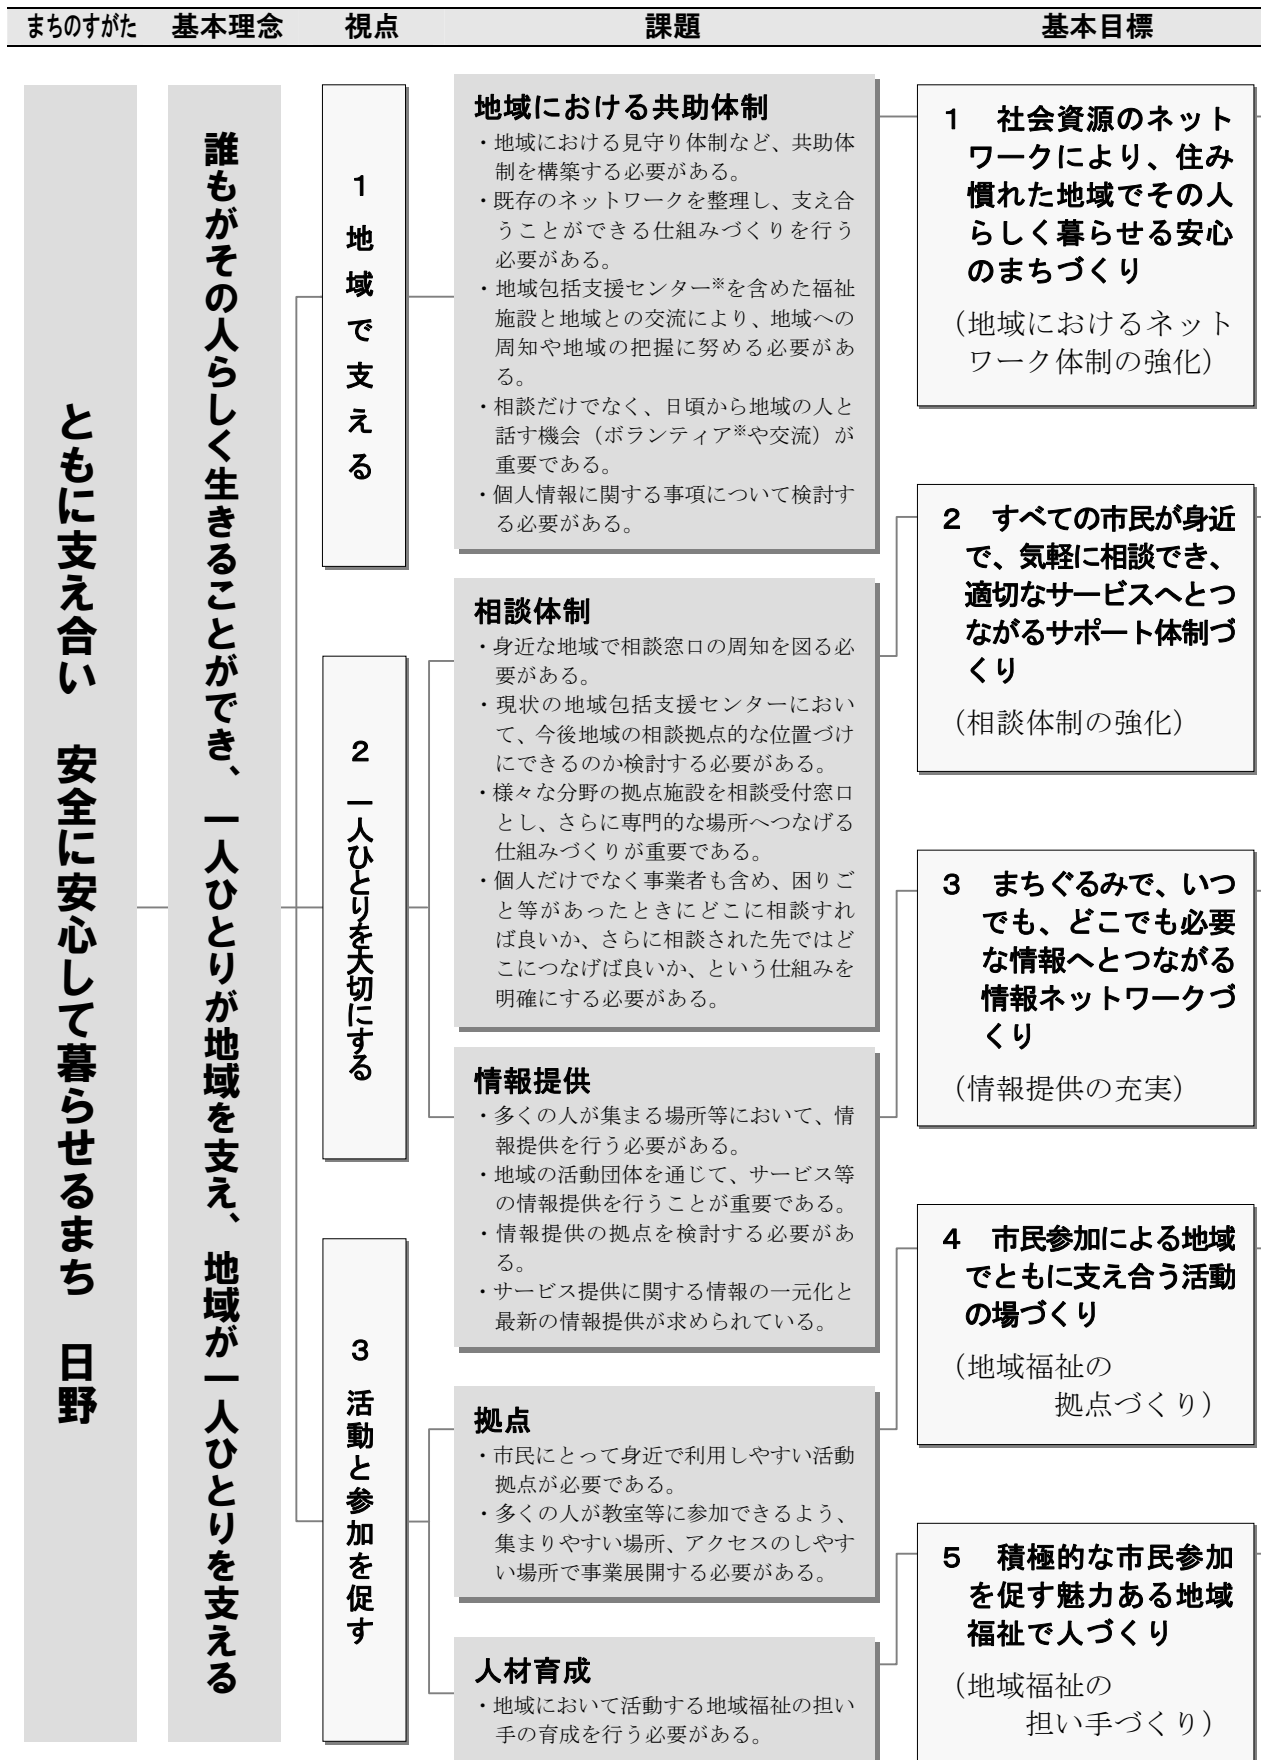 まちのすがた　基本理念　視点　課題　基本目標
ともに支え合い　安全に安心して暮らせるまち　日野
誰もがその人らしく生きることができ、一人ひとりが地域を支え、地域が一人ひとりを支える
１　地域で支える
２　一人ひとりを大切にする
３　活動と参加を促す
地域における共助体制
・地域における見守り体制など、共助体
制を構築する必要がある。
・既存のネットワークを整理し、支え合
うことができる仕組みづくりを行う
必要がある。
・地域包括支援センター※を含めた福祉
施設と地域との交流により、地域への
周知や地域の把握に努める必要があ
る。
・相談だけでなく、日頃から地域の人と
話す機会（ボランティア※や交流）が
重要である。
・個人情報に関する事項について検討す
る必要がある。
相談体制
・身近な地域で相談窓口の周知を図る必
要がある。
・現状の地域包括支援センターにおい
て、今後地域の相談拠点的な位置づけ
にできるのか検討する必要がある。
・様々な分野の拠点施設を相談受付窓口
とし、さらに専門的な場所へつなげる
仕組みづくりが重要である。
・個人だけでなく事業者も含め、困りご
と等があったときにどこに相談すれ
ば良いか、さらに相談された先ではど
こにつなげば良いか、という仕組みを
明確にする必要がある。
情報提供
・多くの人が集まる場所等において、情
報提供を行う必要がある。
・地域の活動団体を通じて、サービス等
の情報提供を行うことが重要である。
・情報提供の拠点を検討する必要があ
る。
・サービス提供に関する情報の一元化と
最新の情報提供が求められている。
拠点
・市民にとって身近で利用しやすい活動
拠点が必要である。
・多くの人が教室等に参加できるよう、
集まりやすい場所、アクセスのしやす
い場所で事業展開する必要がある。
人材育成
・地域において活動する地域福祉の担い
手の育成を行う必要がある。
１　社会資源のネット
ワークにより、住み
慣れた地域でその人
らしく暮らせる安心
のまちづくり
（地域におけるネット
ワーク体制の強化）
２　すべての市民が身近
で、気軽に相談でき、
適切なサービスへとつ
ながるサポート体制づ
くり
（相談体制の強化）
３　まちぐるみで、いつ
でも、どこでも必要
な情報へとつながる
情報ネットワークづ
くり
（情報提供の充実）
４　市民参加による地域
でともに支え合う活動
の場づくり
（地域福祉の
拠点づくり）
５　積極的な市民参加
を促す魅力ある地域
福祉で人づくり
（地域福祉の
担い手づくり）